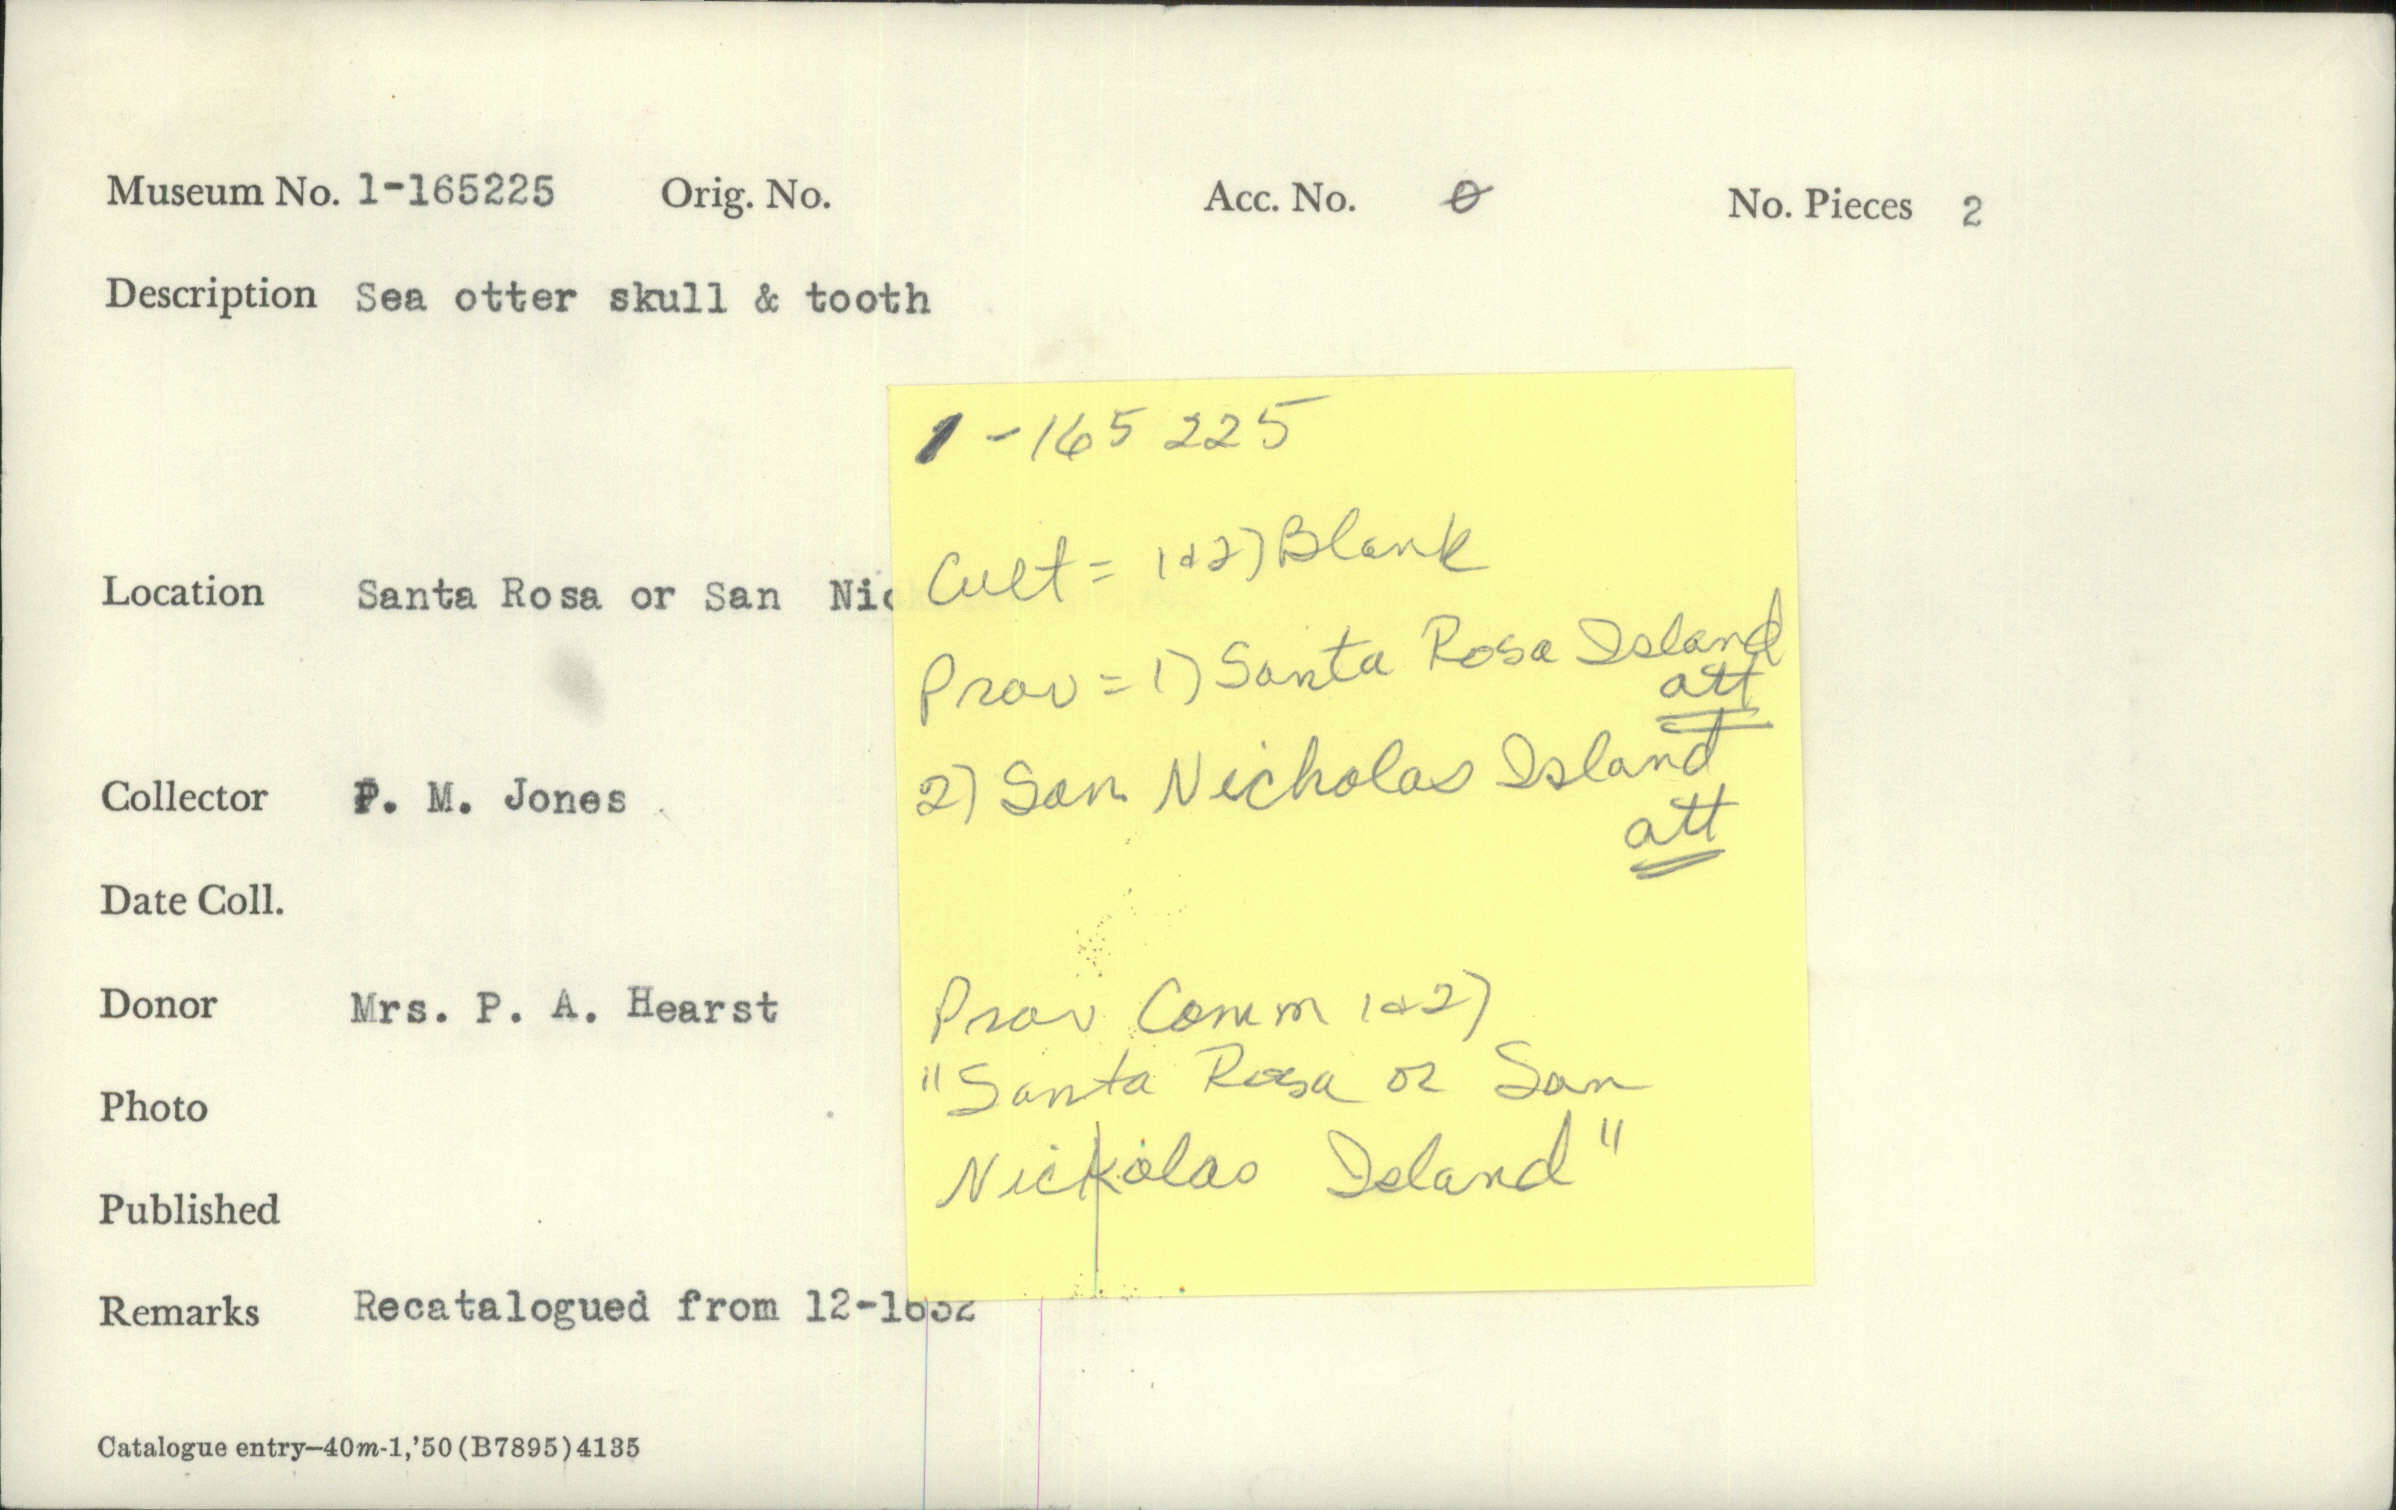 Museum No. 1-165225 Orig. No. Acc. No. 0 No. Pieces 2
Description Sea otter skull & tooth
Location Santa Rosa or San Nic
Collector P. M. Jones
Date Coll.
Donor Mrs. P. A. Hearst
Photo
Published
Remarks Recatalogued from
Catalogue entry—40m-1,'50(B7895)4135
1-165225
Cult = 1&2) Blank
Prov = 1) Santa Rosa Island
att
2) San Nicholas Island
att
Prov Comm 1&2)
"Santa Rosa or San
Nickolas Island"